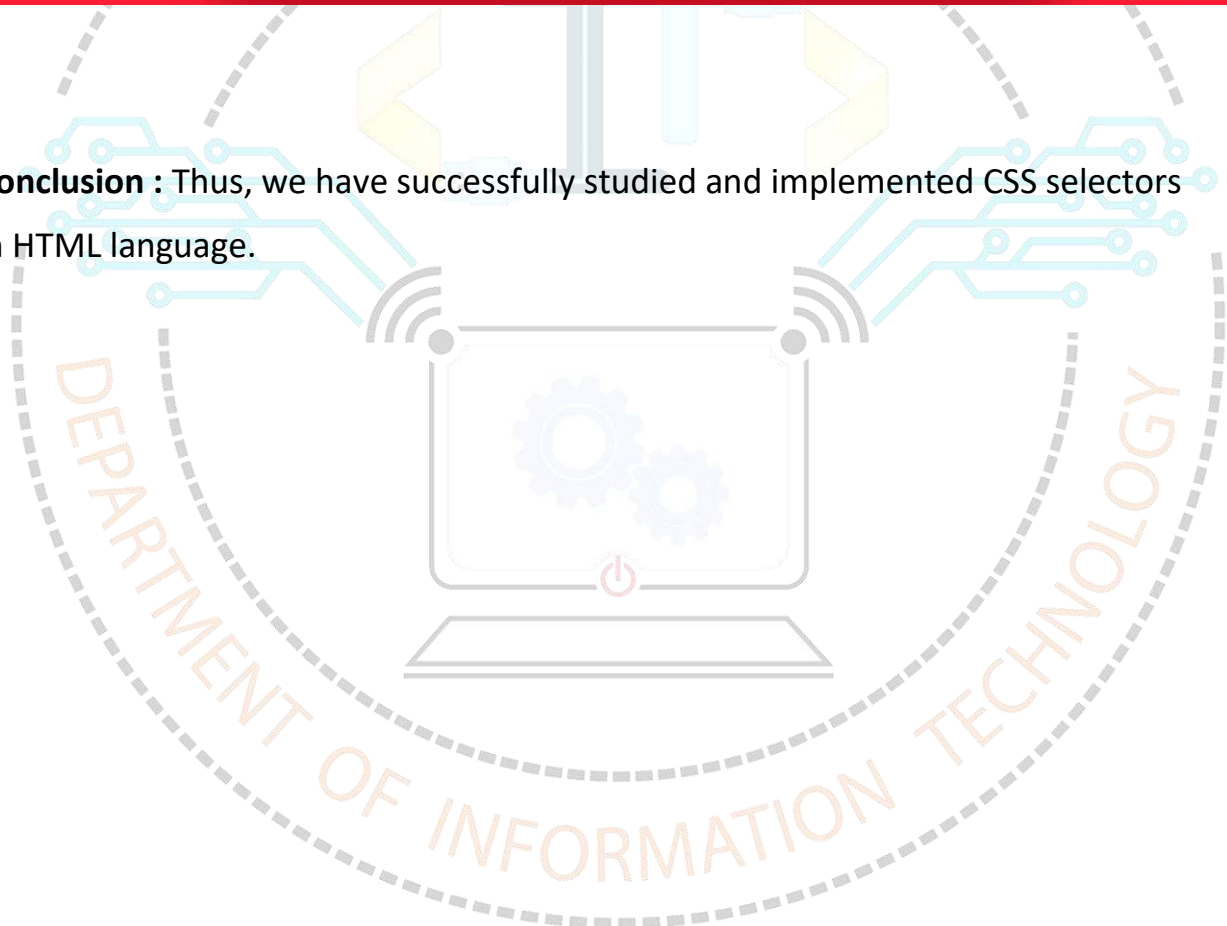 onclusion : Thus, we have successfully studied and implemented CSS selectors
HTML language.
DEPARTMENT OF INFORMATION TECHNOLOGY